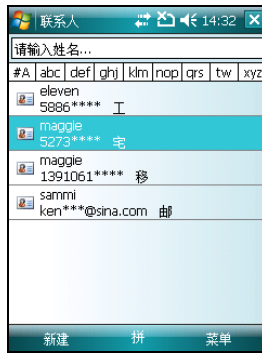 联系人 14:32
请输入姓名...
#A abc def ghj klm nop qrs tw xyz
eleven
5886**** 工
maggie
5273**** 宅
maggie
1391061**** 移
sammi
ken***@sina.com 邮
新建 拼 菜单